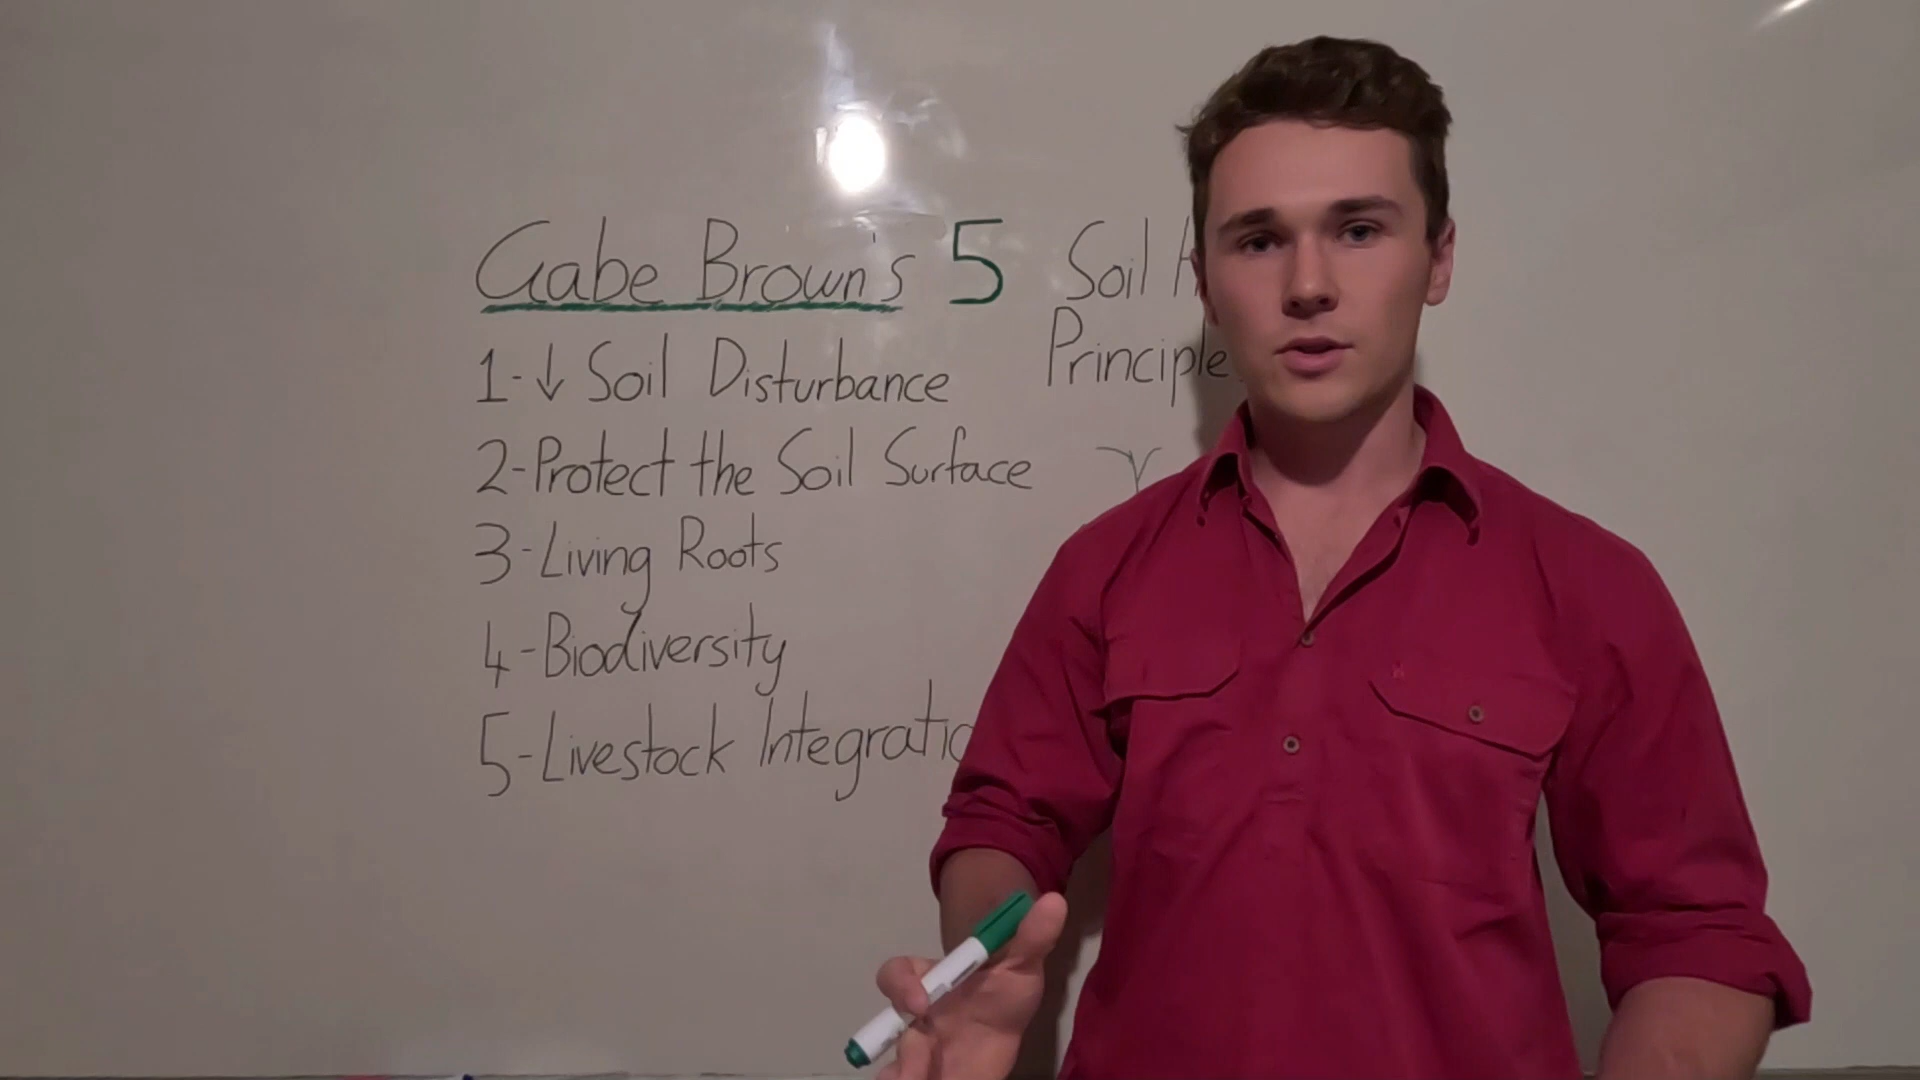 Gabe Brown's 5 Soil
Principle
1-↓ Soil Disturbance
2-Protect the Soil Surface
3-Living Roots
4-Biodiversity
5-Livestock Integratio